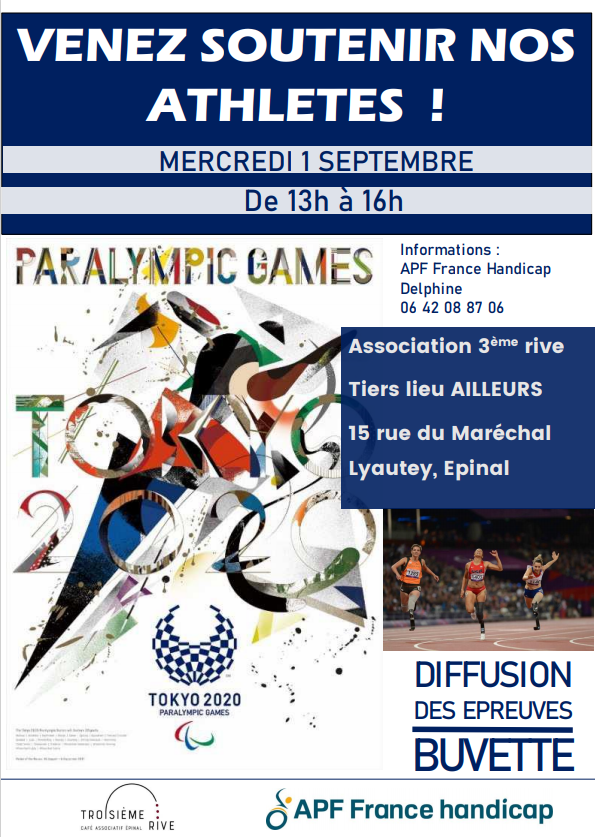 VENEZ SOUTENIR NOS
ATHLETES !
MERCREDI 1 SEPTEMBRE
De 13h à 16h
PARALYMPIC GAMES
TOKYO
2020
TOKYO 2020
PARALYMPIC GAMES
Informations :
APF France Handicap
Delphine
06 42 08 87 06
Association 3ème rive
Tiers lieu AILLEURS
15 rue du Maréchal
Lyautey, Epinal
DIFFUSION
DES EPREUVES
BUVETTE
TROISIÈME
RIVE
CAFÉ ASSOCIATIF ÉPINAL
APF France handicap